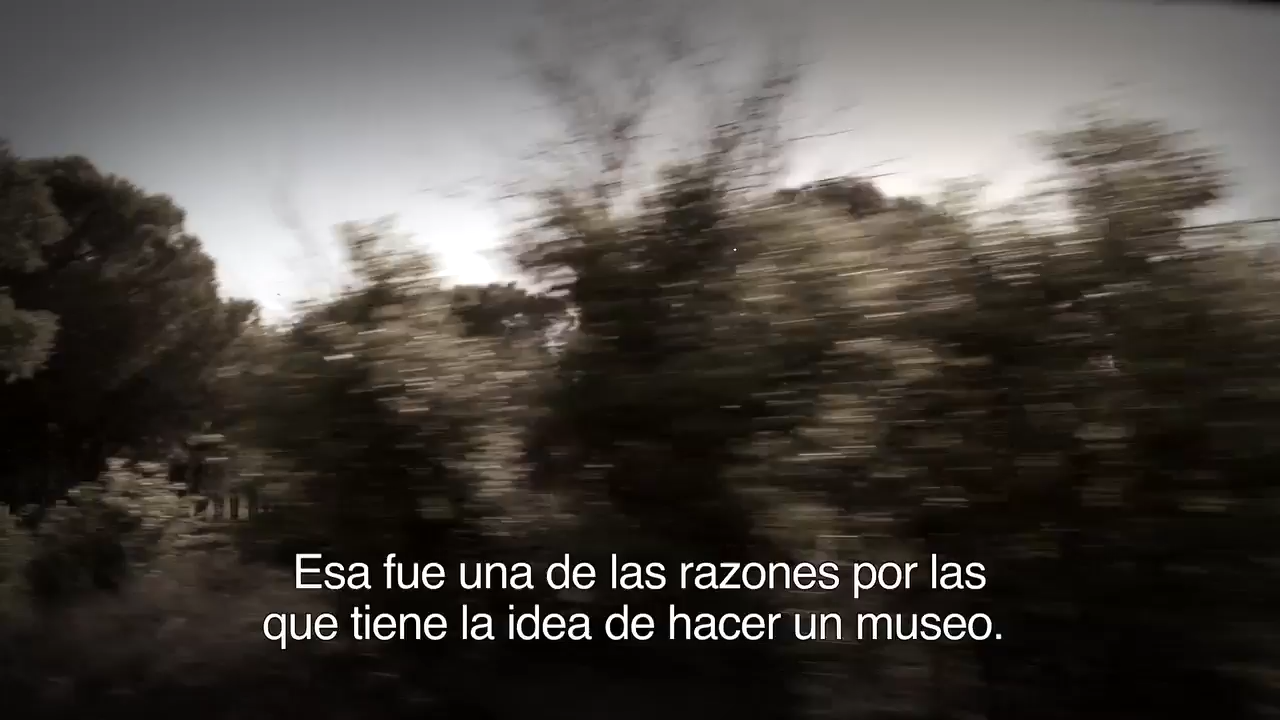 Esa fue una de las razones por las
que tiene la idea de hacer un museo.